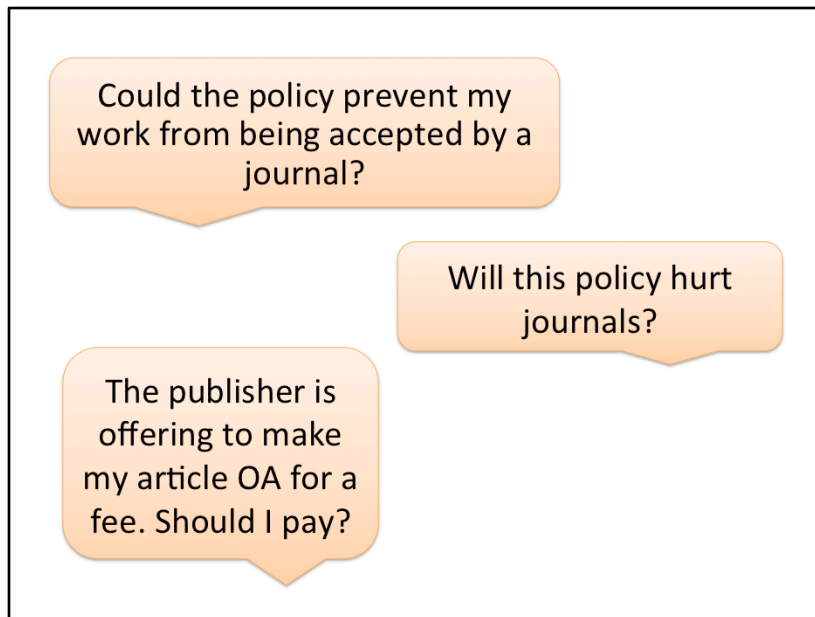 Could the policy prevent my
work from being accepted by a
journal?
Will this policy hurt
journals?
The publisher is
offering to make
my article OA for a
fee. Should I pay?